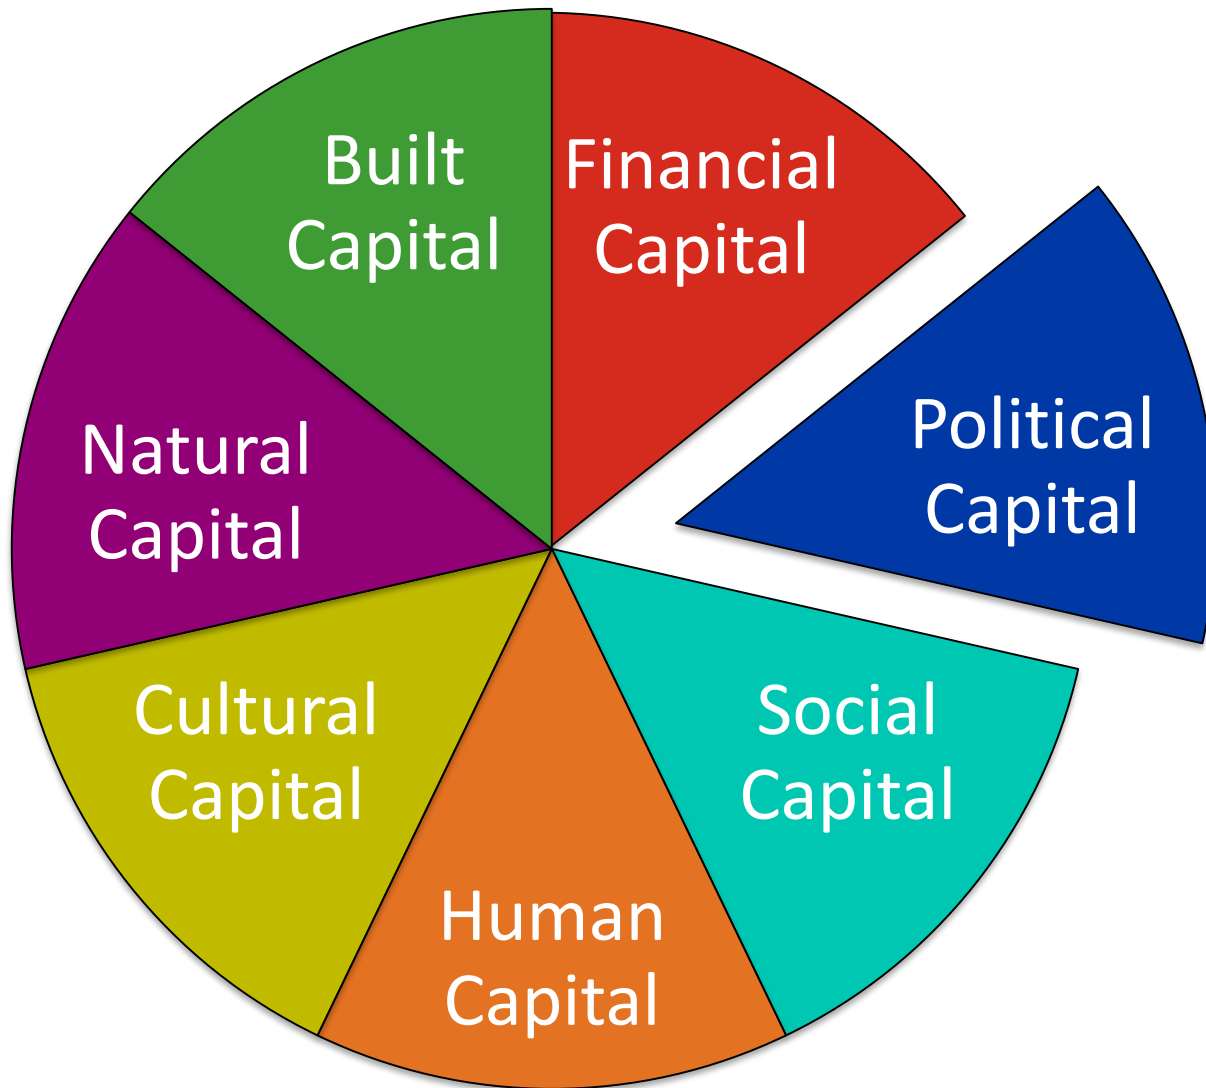 Built
Capital
Financial
Capital
Political
Capital
Natural
Capital
Cultural
Capital
Social
Capital
Human
Capital